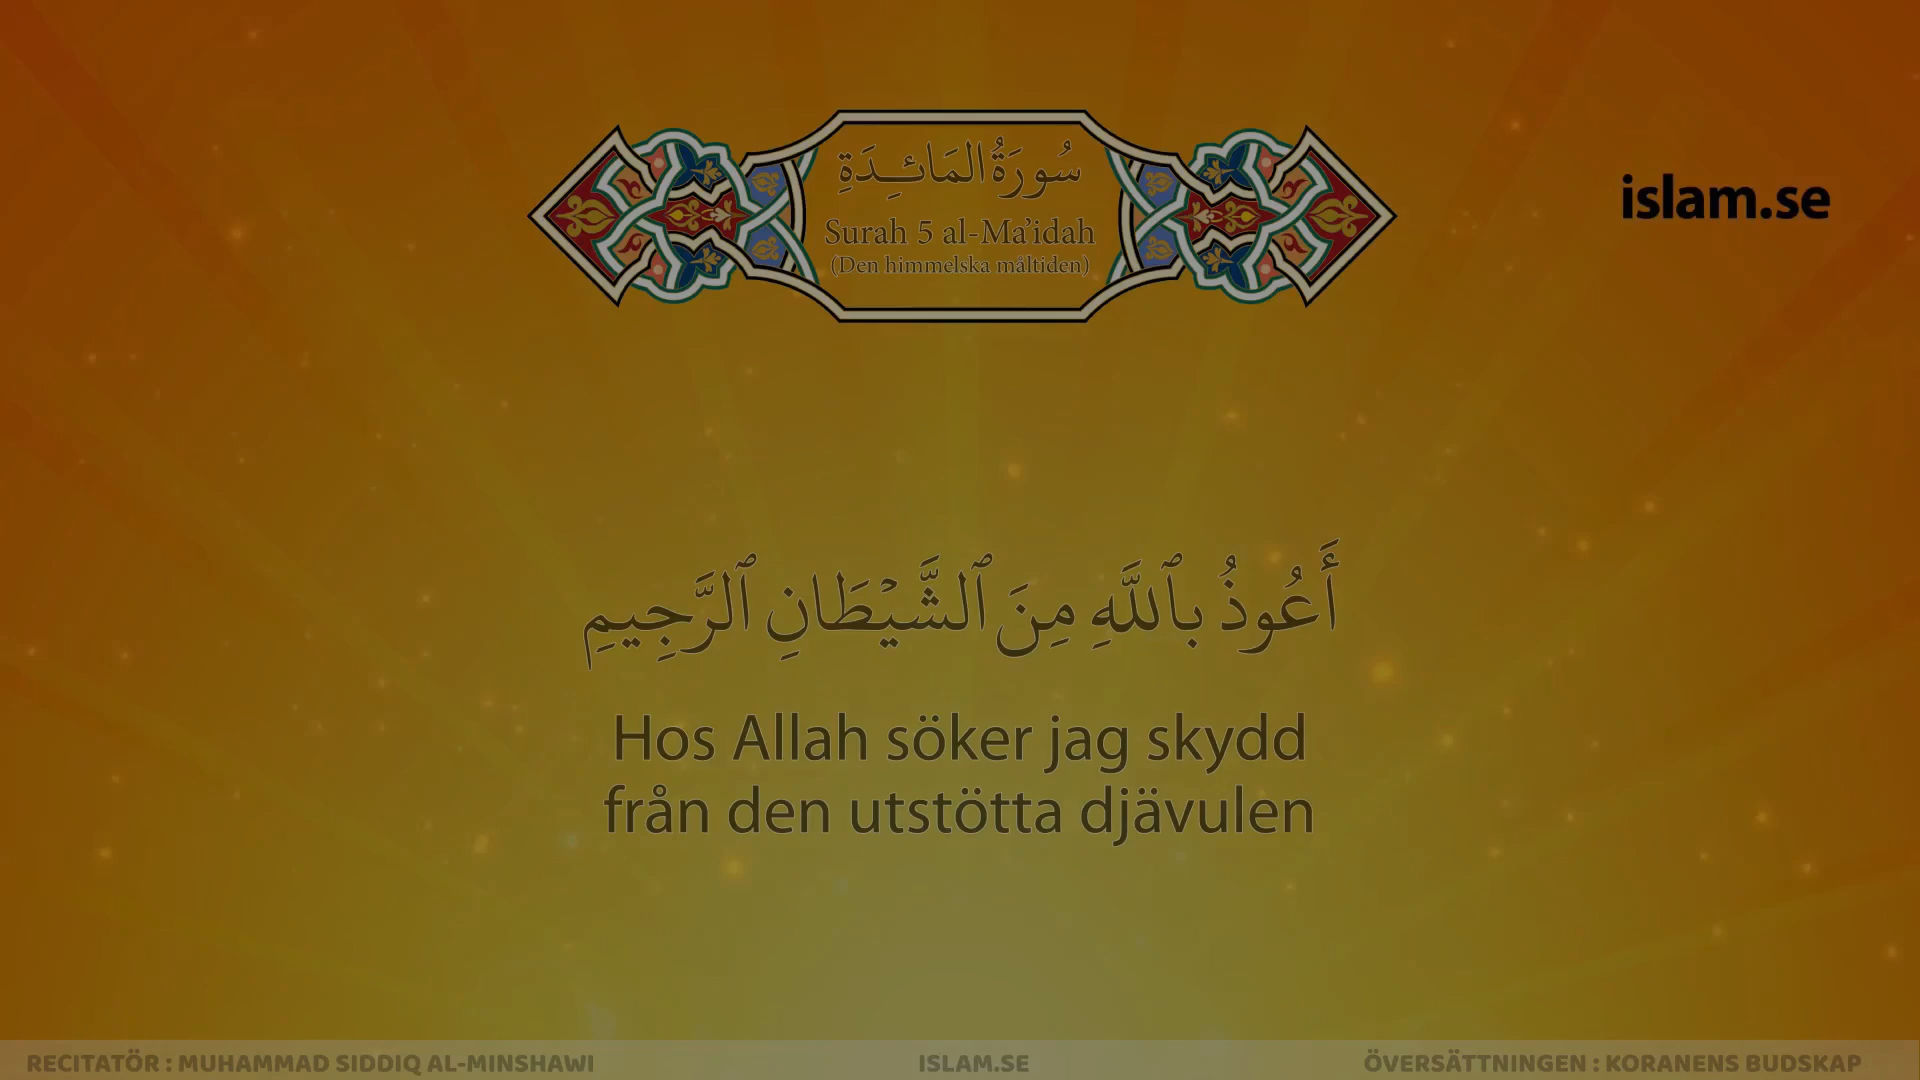 سُورَةُ المَائِدَةِ
Surah 5 al-Ma’idah
(Den himmelska måltiden)
islam.se
أَعُوذُ بِٱللَّهِ مِنَ ٱلشَّيْطَانِ ٱلرَّجِيمِ
Hos Allah söker jag skydd
från den utstötta djävulen
RECITATÖR : MUHAMMAD SIDDIQ AL-MINSHAWI
ISLAM.SE
ÖVERSÄTTNINGEN : KORANENS BUDSKAP